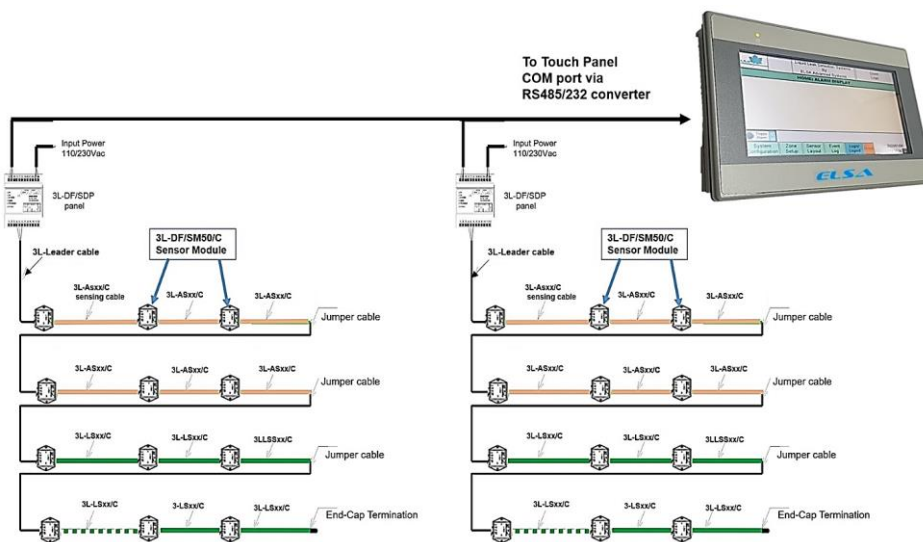 To Touch Panel
COM port via
RS485/232 converter
ELSA
Input Power
110/230Vac
3L-DF/SDP
panel
3L-DF/SM50/C
Sensor Module
3L-Leader cable
3L-Asxx/C
sensing cable
3L-ASxx/C
3L-ASxx/C
Jumper cable
3L-ASxx/C
3L-ASxx/C
3L-ASxx/C
Jumper cable
3L-LSxx/C
3L-LSxx/C
3LLSSxx/C
Jumper cable
3L-LSxx/C
3-LSxx/C
3L-LSxx/C
End-Cap Termination
Input Power
110/230Vac
3L-DF/SDP
panel
3L-DF/SM50/C
Sensor Module
3L-Leader cable
3L-Asxx/C
sensing cable
3L-ASxx/C
3L-ASxx/C
Jumper cable
3L-ASxx/C
3L-ASxx/C
3L-ASxx/C
Jumper cable
3L-LSxx/C
3L-LSxx/C
3LLSSxx/C
Jumper cable
3L-LSxx/C
3-LSxx/C
3L-LSxx/C
End-Cap Termination